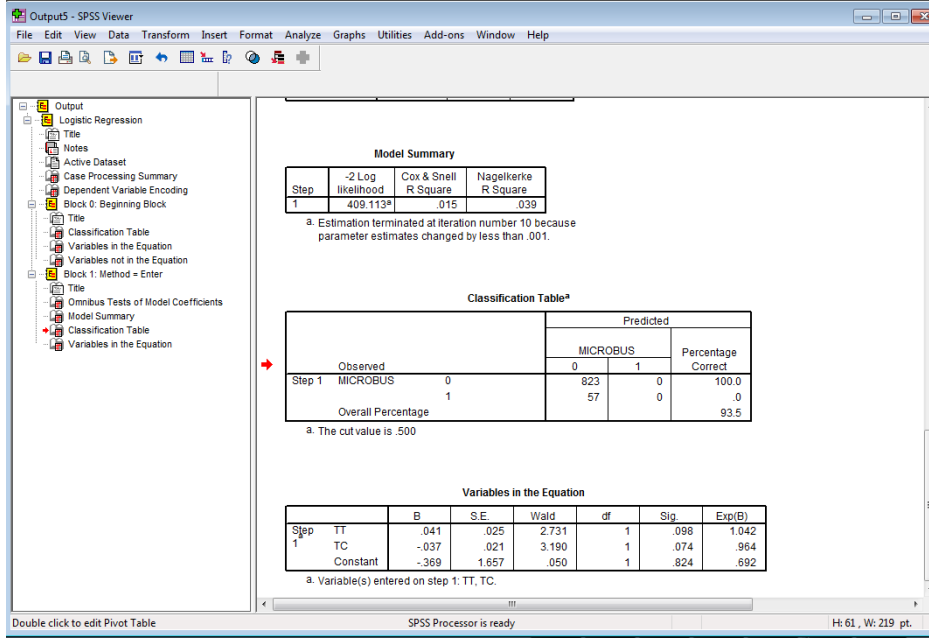 Output5 - SPSS Viewer
File Edit View Data Transform Insert Format Analyze Graphs Utilities Add-ons Window Help
Output
Logistic Regression
Title
Notes
Active Dataset
Case Processing Summary
Dependent Variable Encoding
Block 0: Beginning Block
Title
Classification Table
Variables in the Equation
Variables not in the Equation
Block 1: Method = Enter
Title
Omnibus Tests of Model Coefficients
Model Summary
Classification Table
Variables in the Equation
Model Summary
-2 Log Cox & Snell Nagelkerke
Step likelihood R Square R Square
1 409.113a .015 .039
a. Estimation terminated at iteration number 10 because
parameter estimates changed by less than .001.
Classification Tablea
Predicted
MICROBUS Percentage
Observed 0 1 Correct
Step 1 MICROBUS 0 823 0 100.0
1 57 0 .0
Overall Percentage 93.5
a. The cut value is .500
Variables in the Equation
B S.E. Wald df Sig. Exp(B)
Step TT .041 .025 2.731 1 .098 1.042
1a TC -.037 .021 3.190 1 .074 .964
Constant -.369 1.657 .050 1 .824 .692
a. Variable(s) entered on step 1: TT, TC.
Double click to edit Pivot Table SPSS Processor is ready H: 61 , W: 219 pt.